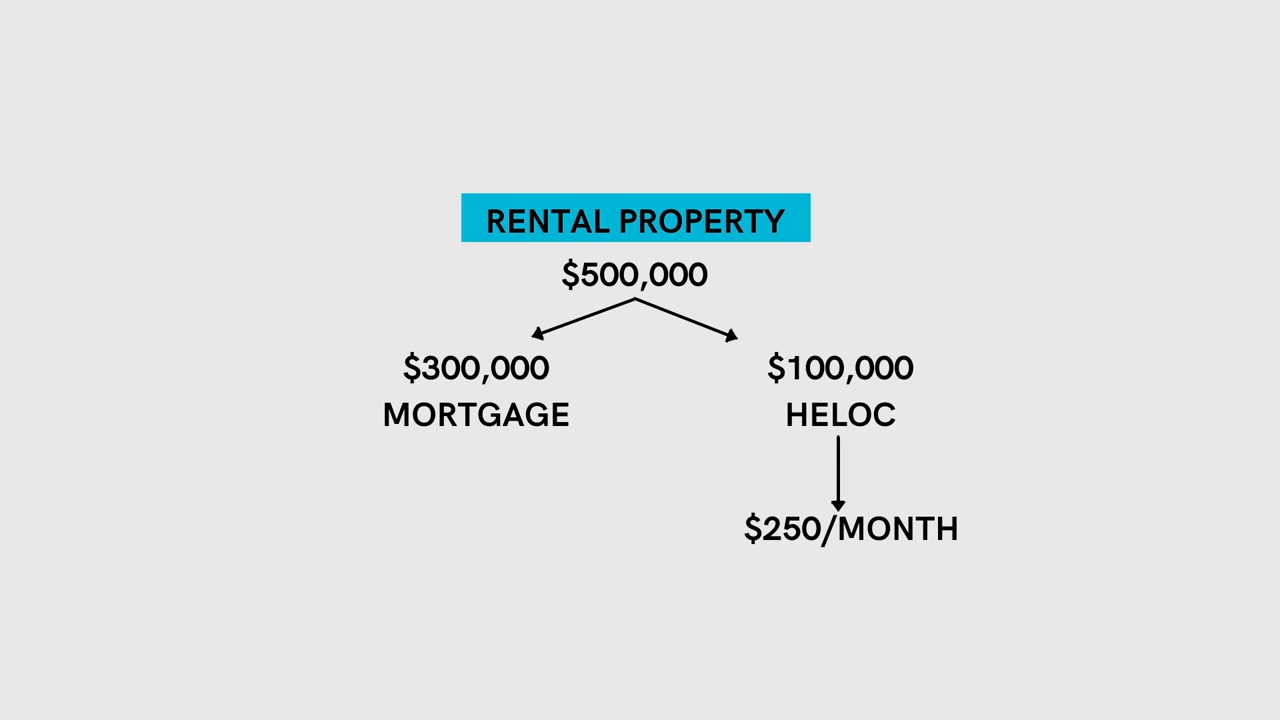 RENTAL PROPERTY
$500,000
$300,000
MORTGAGE
$100,000
HELOC
$250/MONTH